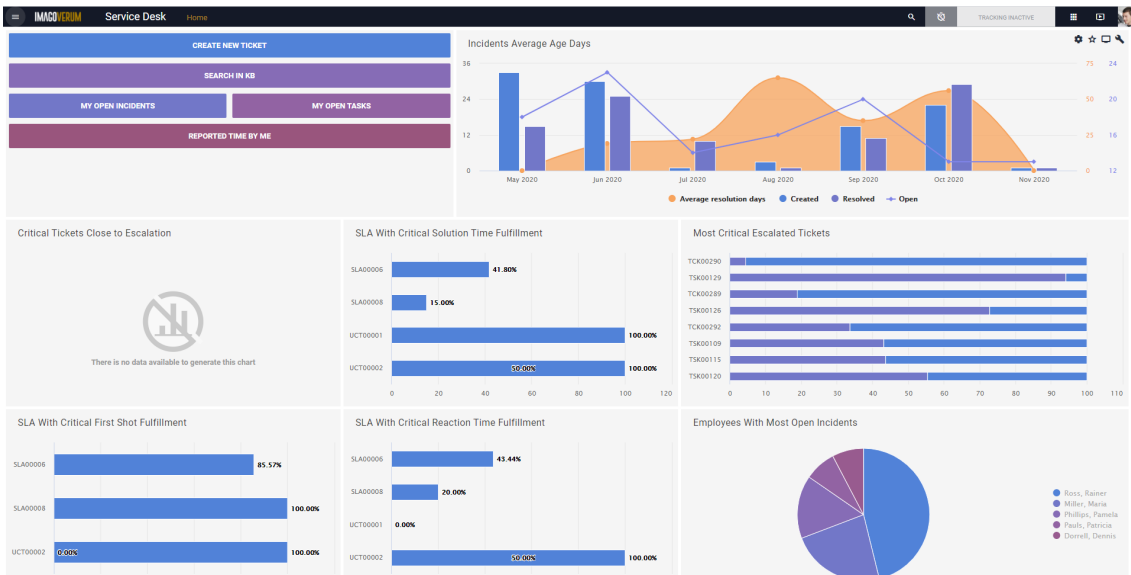 IMAGOVERUM Service Desk Home TRACKING INACTIVE
CREATE NEW TICKET
SEARCH IN KB
MY OPEN INCIDENTS MY OPEN TASKS
REPORTED TIME BY ME
Incidents Average Age Days
36 75 24
24 50 20
12 25 16
0 0 12
May 2020 Jun 2020 Jul 2020 Aug 2020 Sep 2020 Oct 2020 Nov 2020
Average resolution days Created Resolved Open
Critical Tickets Close to Escalation
There is no data available to generate this chart
SLA With Critical Solution Time Fulfillment
SLA00006 41.80%
SLA00008 15.00%
UCT00001 100.00%
UCT00002 50.00% 100.00%
0 20 40 60 80 100 120
Most Critical Escalated Tickets
TCK00290
TSK00129
TCK00289
TSK00126
TCK00292
TSK00109
TSK00115
TSK00120
0 10 20 30 40 50 60 70 80 90 100 110
SLA With Critical First Shot Fulfillment
SLA00006 85.57%
SLA00008 100.00%
UCT00002 0.00% 100.00%
SLA With Critical Reaction Time Fulfillment
SLA00006 43.44%
SLA00008 20.00%
UCT00001 0.00%
UCT00002 50.00% 100.00%
Employees With Most Open Incidents
Ross, Rainer
Miller, Maria
Phillips, Pamela
Pauls, Patricia
Dorrell, Dennis